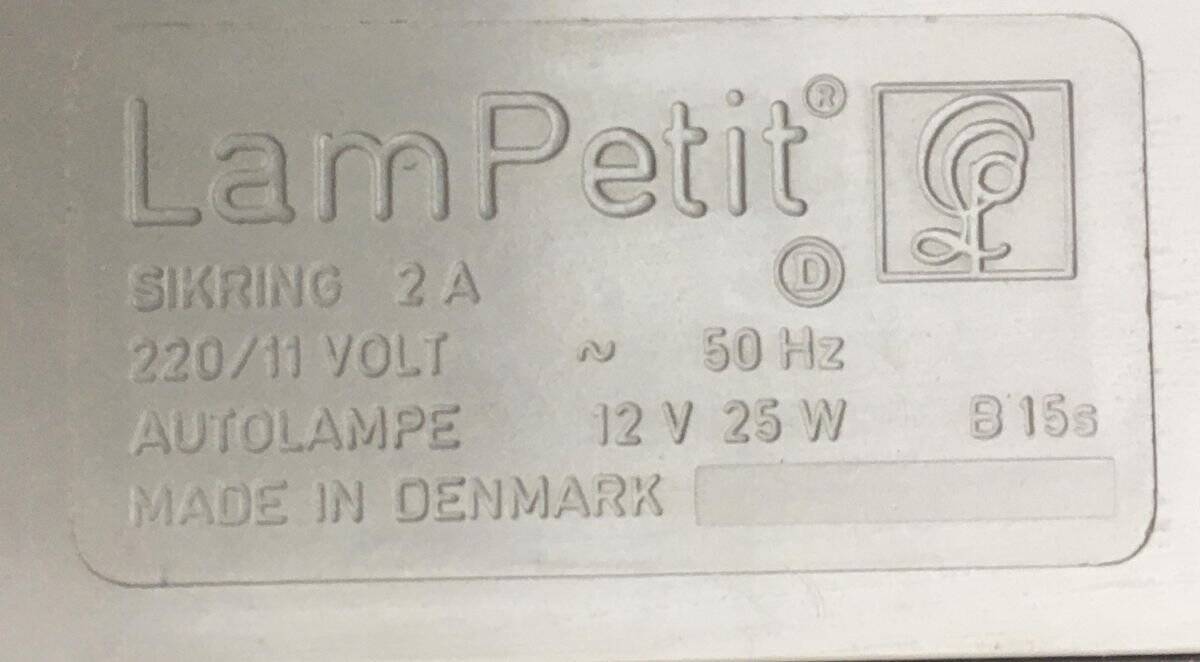 LamPetit®
SIKRING 2 A Ⓓ
220/11 VOLT ~ 50 Hz
AUTOLAMPE 12 V 25 W B 15s
MADE IN DENMARK